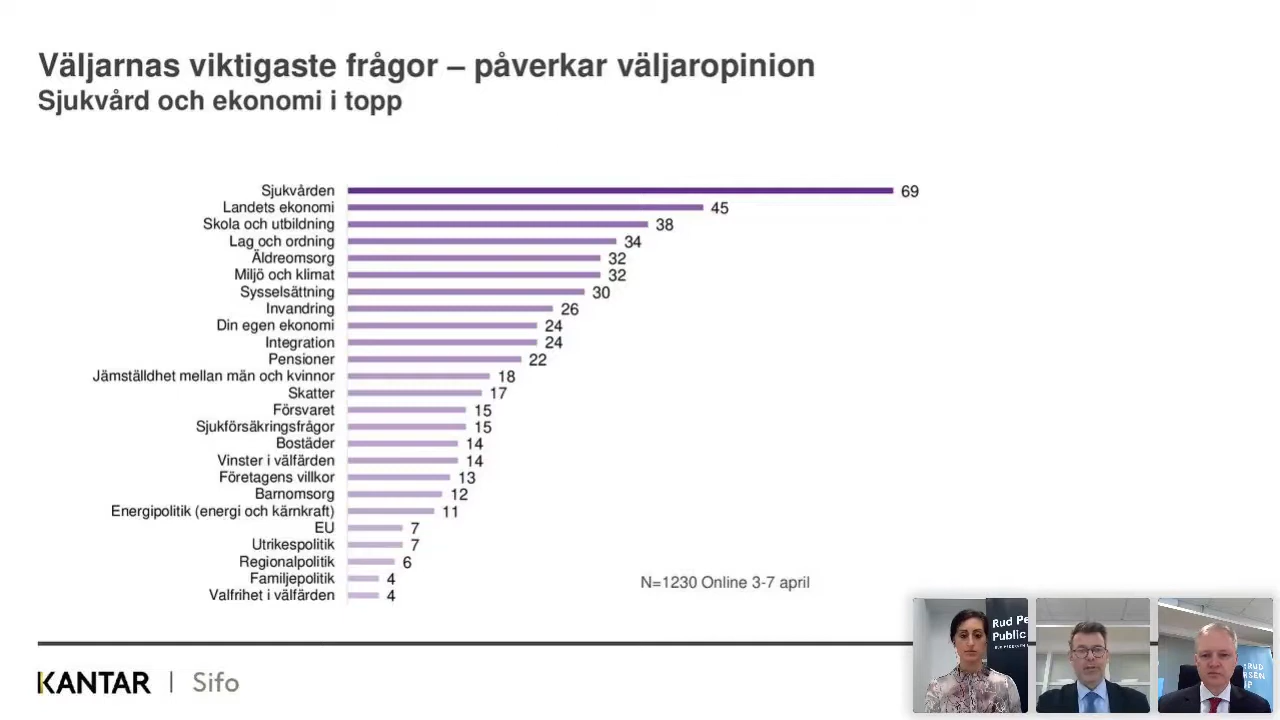 Väljarnas viktigaste frågor – påverkar väljaropinion
Sjukvård och ekonomi i topp
Sjukvården 69
Landets ekonomi 45
Skola och utbildning 38
Lag och ordning 34
Äldreomsorg 32
Miljö och klimat 32
Sysselsättning 30
Invandring 26
Din egen ekonomi 24
Integration 24
Pensioner 22
Jämställdhet mellan män och kvinnor 18
Skatter 17
Försvaret 15
Sjukförsäkringsfrågor 15
Bostäder 14
Vinster i välfärden 14
Företagens villkor 13
Barnomsorg 12
Energipolitik (energi och kärnkraft) 11
EU 7
Utrikespolitik 7
Regionalpolitik 6
Familjepolitik 4
Valfrihet i välfärden 4
N=1230 Online 3-7 april
KANTAR | Sifo
Rud Pe
Public